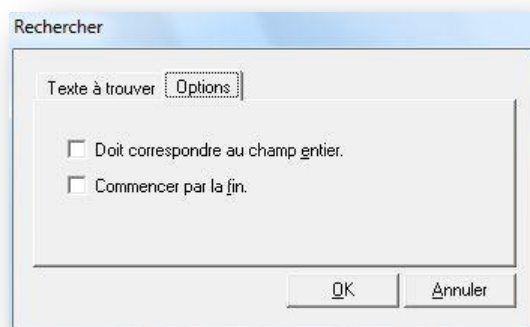 Rechercher
Texte à trouver Options
Doit correspondre au champ entier.
Commencer par la fin.
OK Annuler